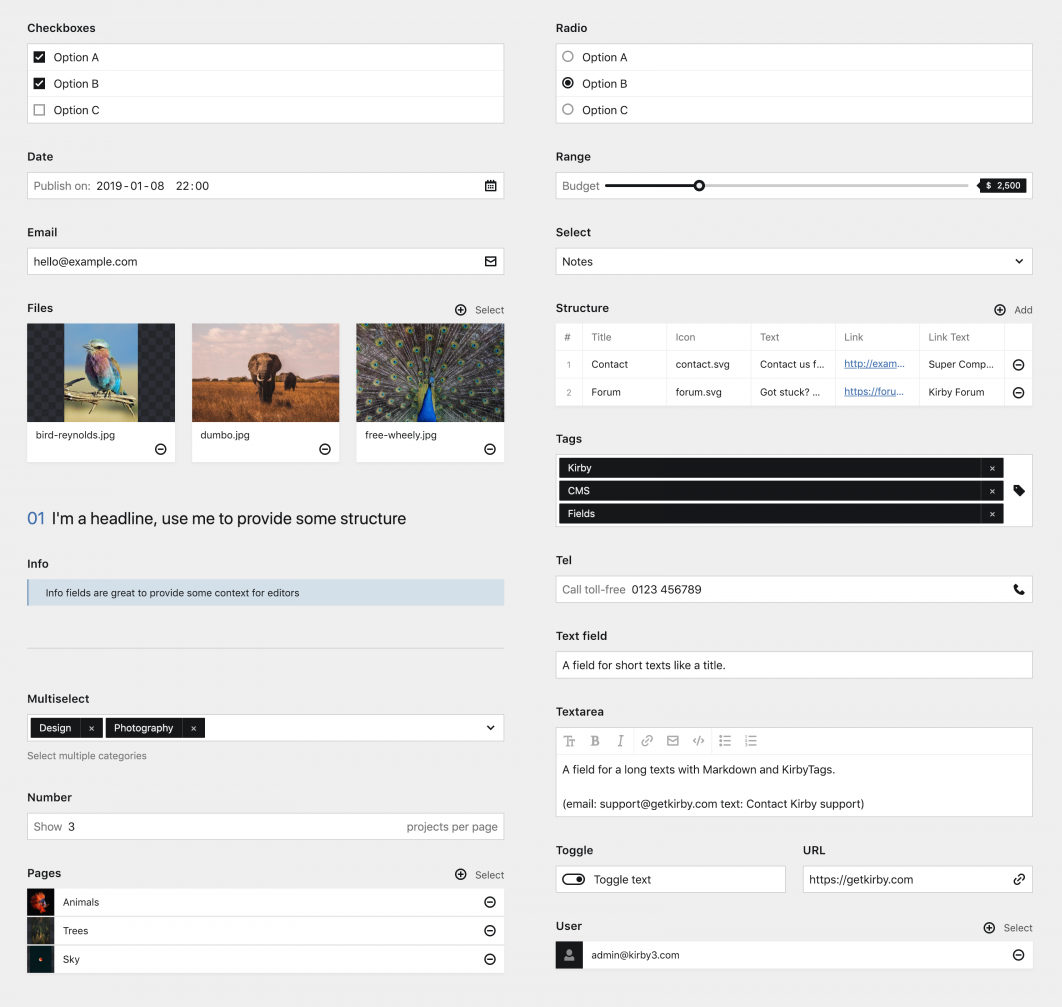 Checkboxes
Option A
Option B
Option C
Date
Publish on: 2019-01-08 22:00
Email
hello@example.com
Files
Select
bird-reynolds.jpg
dumbo.jpg
free-wheely.jpg
01 I'm a headline, use me to provide some structure
Info
Info fields are great to provide some context for editors
Multiselect
Design × Photography ×
Select multiple categories
Number
Show 3 projects per page
Pages
Select
Animals
Trees
Sky
Radio
Option A
Option B
Option C
Range
Budget $ 2,500
Select
Notes
Structure
Add
# Title Icon Text Link Link Text
1 Contact contact.svg Contact us f... http://exam... Super Comp...
2 Forum forum.svg Got stuck? ... https://foru... Kirby Forum
Tags
Kirby ×
CMS ×
Fields ×
Tel
Call toll-free 0123 456789
Text field
A field for short texts like a title.
Textarea
A field for a long texts with Markdown and KirbyTags.
(email: support@getkirby.com text: Contact Kirby support)
Toggle
Toggle text
URL
https://getkirby.com
User
Select
admin@kirby3.com